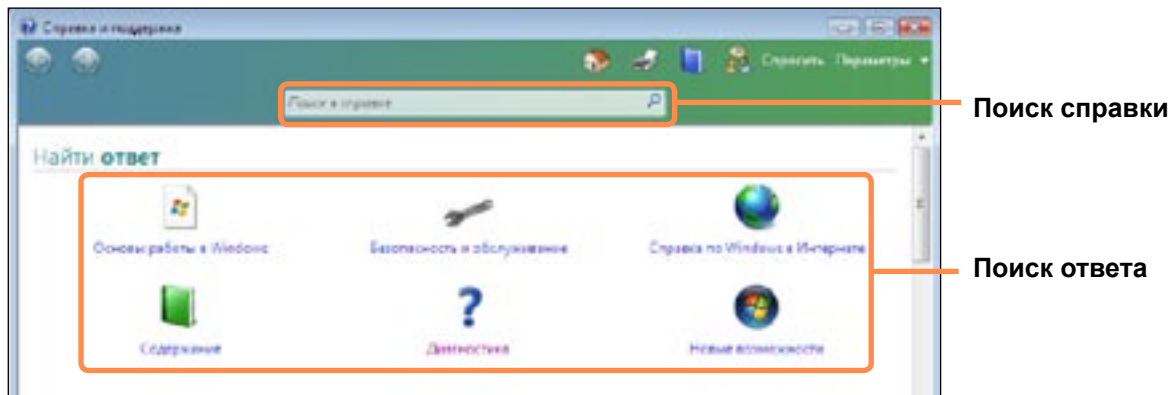 Справка и поддержка
Спросить Параметры
Поиск в справке
Поиск справки
Найти ответ
Основы работы в Windows
Безопасность и обслуживание
Справка по Windows в Интернете
Поиск ответа
Содержание
Диагностика
Новые возможности